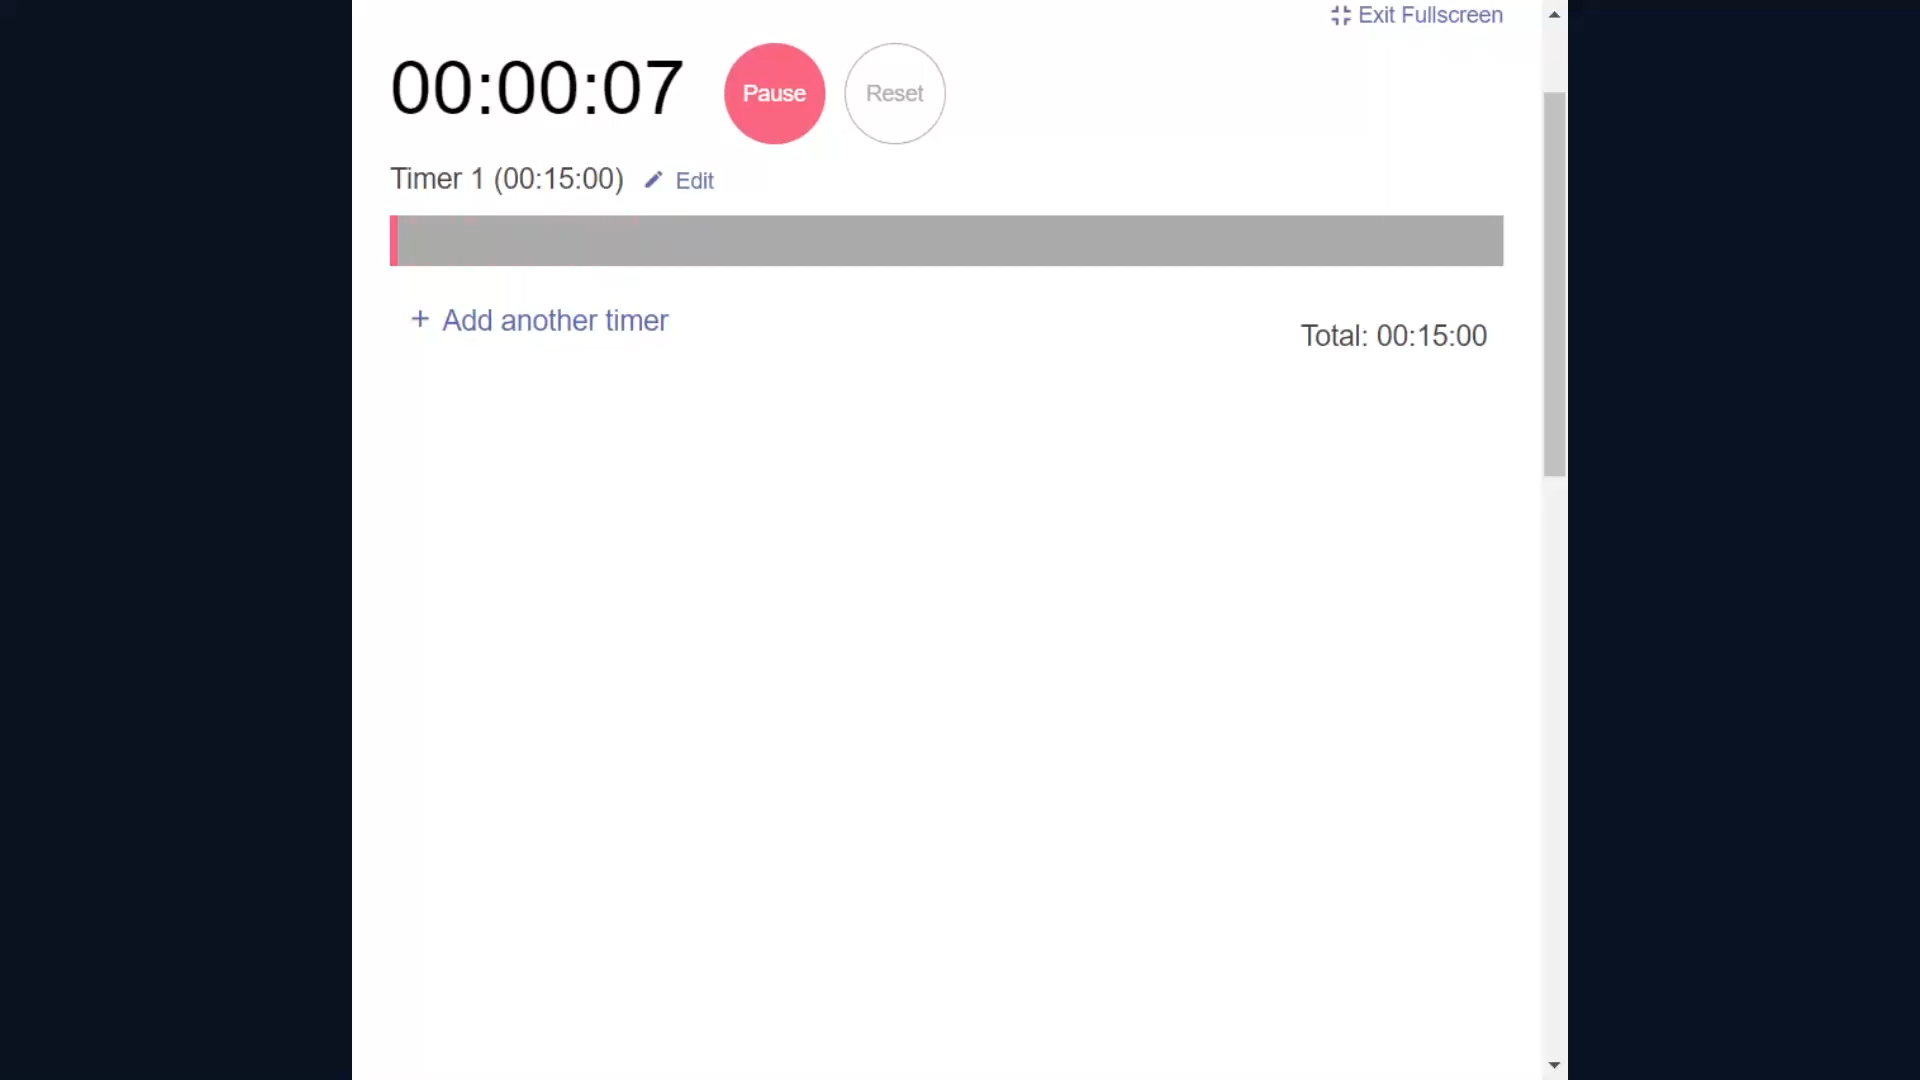 Exit Fullscreen
00:00:07 Pause Reset
Timer 1 (00:15:00) Edit
+ Add another timer
Total: 00:15:00